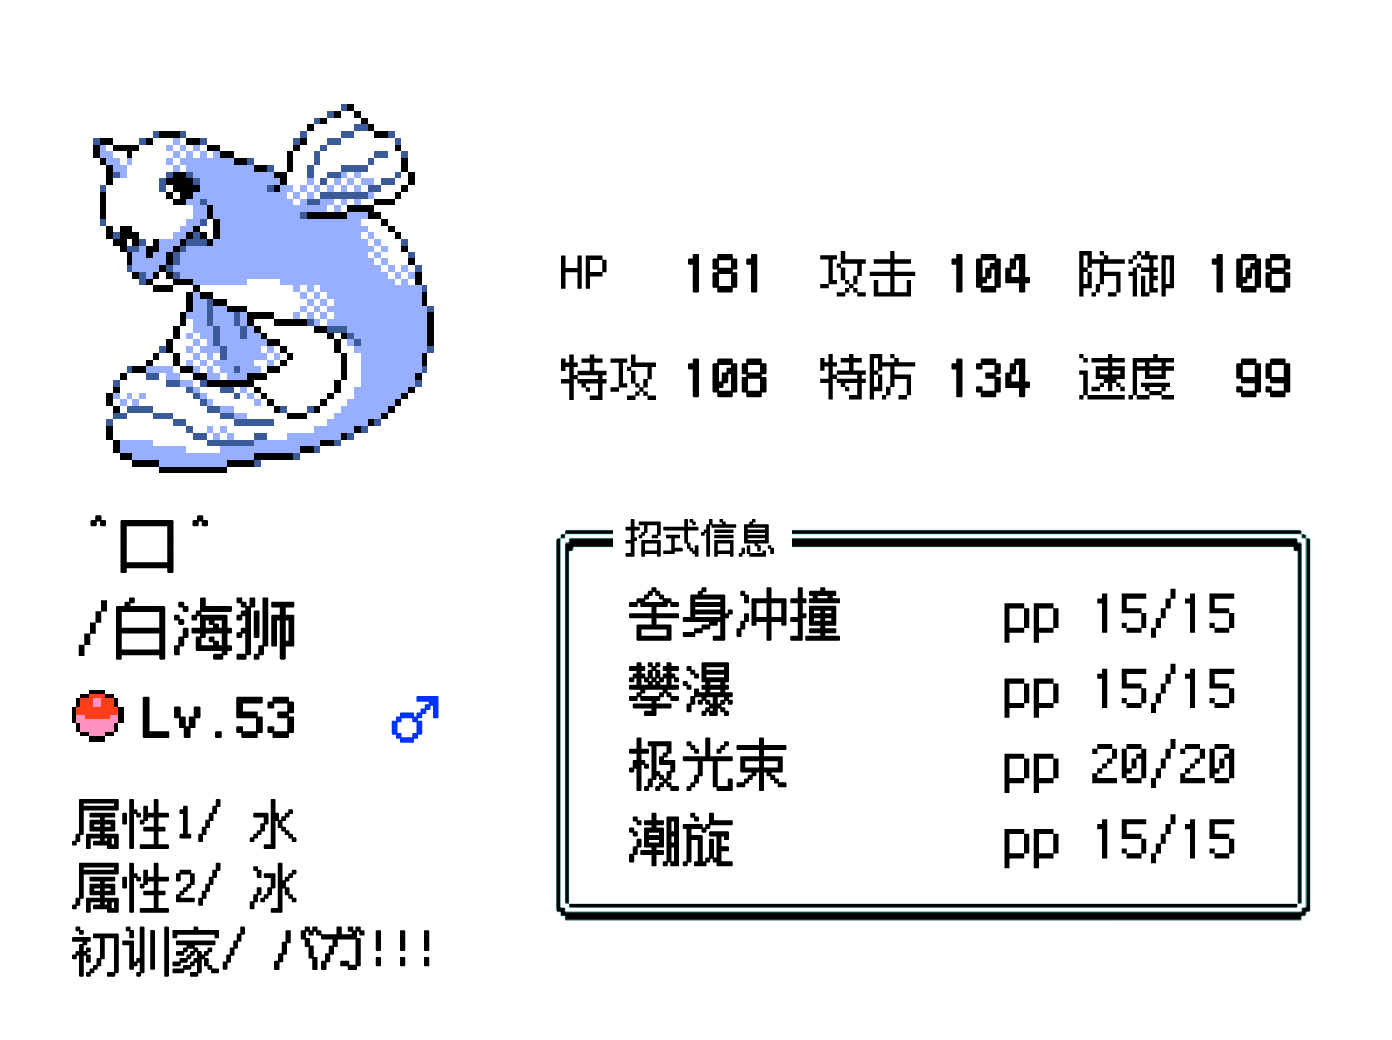 HP 181 攻击 104 防御 108
特攻 108 特防 134 速度 99
^口^
/白海狮
Lv.53 ♂
属性1/ 水
属性2/ 冰
初训家/ バカ!!!
招式信息
舍身冲撞 pp 15/15
攀瀑 pp 15/15
极光束 pp 20/20
潮旋 pp 15/15